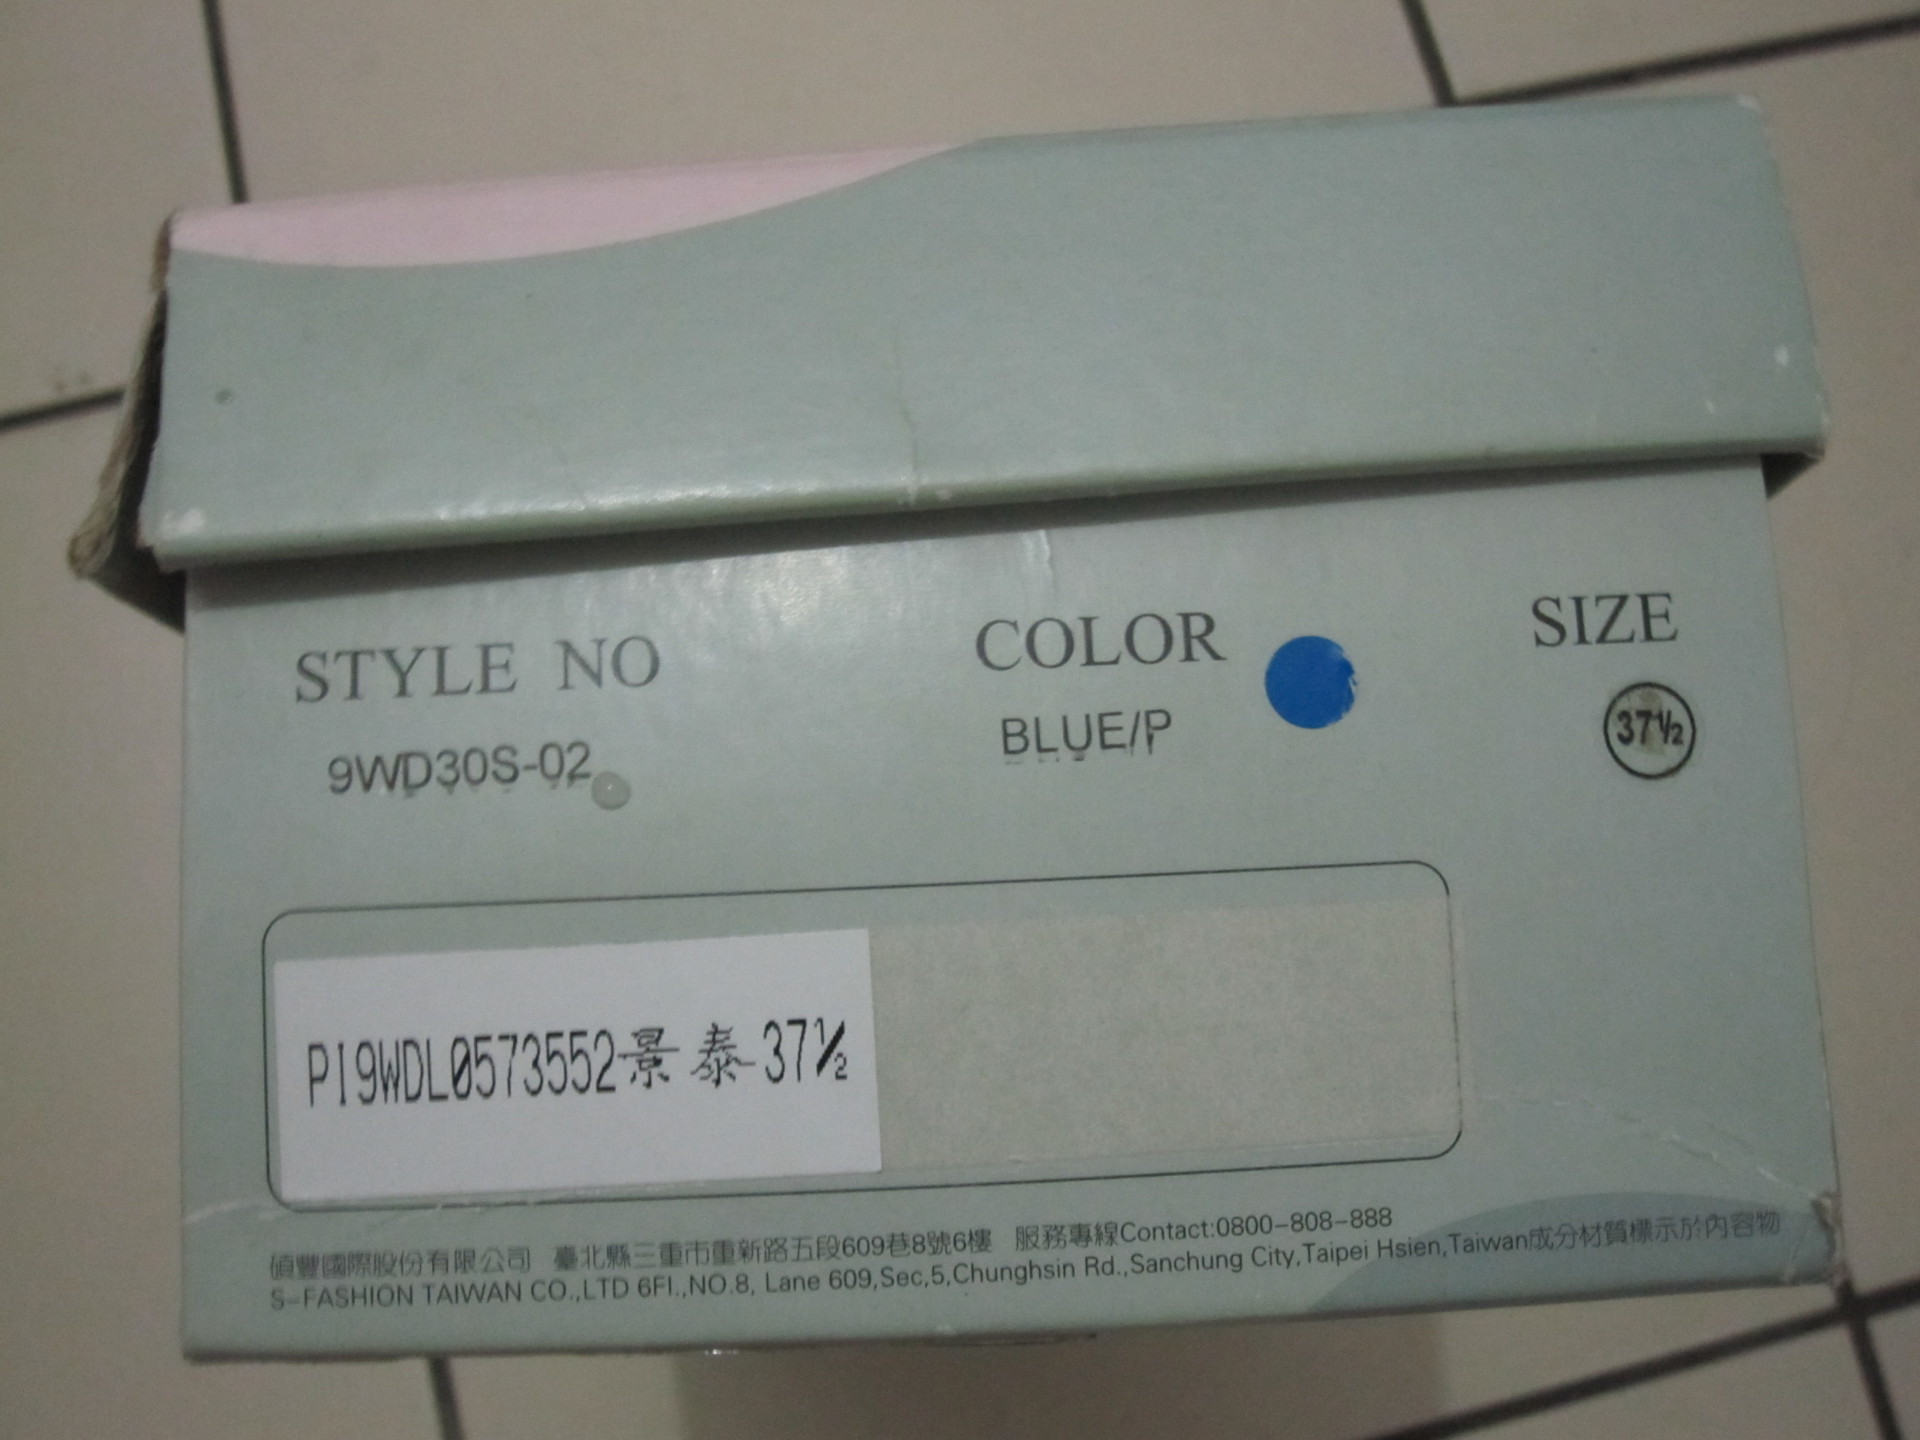 STYLE NO
COLOR
SIZE
9WD30S-02
BLUE/P
37½
PI9WDL0573552景泰37½
碩豐國際股份有限公司 臺北縣三重市重新路五段609巷8號6樓 服務專線Contact:0800-808-888
S-FASHION TAIWAN CO.,LTD 6Fl.,NO.8, Lane 609,Sec,5,Chunghsin Rd.,Sanchung City,Taipei Hsien,Taiwan成分材質標示於內容物